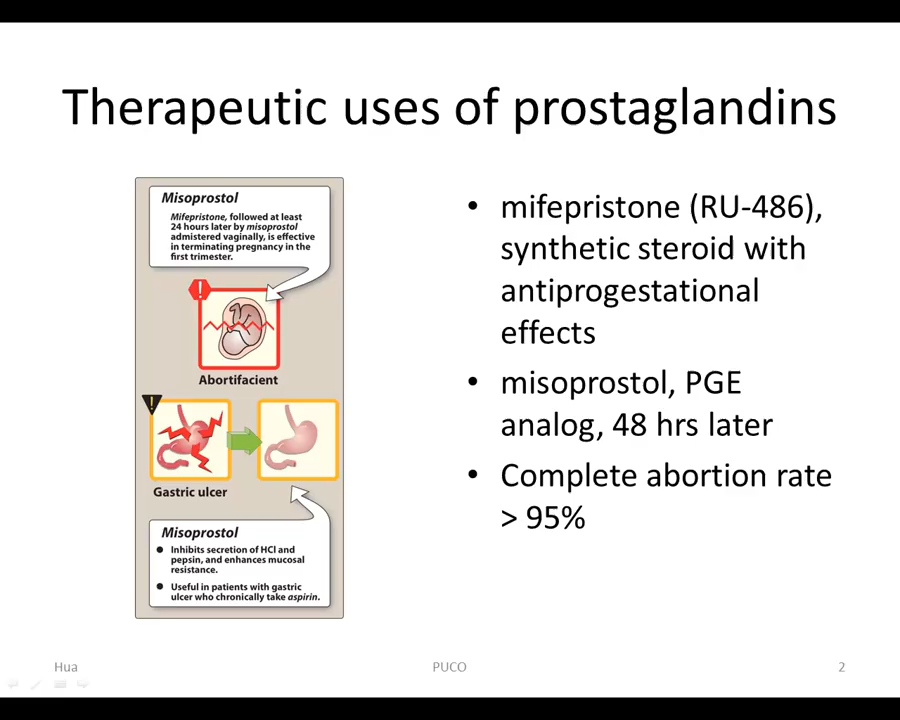 Therapeutic uses of prostaglandins
Misoprostol
Mifepristone, followed at least
24 hours later by misoprostol
admistered vaginally, is effective
in terminating pregnancy in the
first trimester.
!
Abortifacient
!
Gastric ulcer
Misoprostol
● Inhibits secretion of HCl and
pepsin, and enhances mucosal
resistance.
● Useful in patients with gastric
ulcer who chronically take aspirin.
• mifepristone (RU-486),
synthetic steroid with
antiprogestational
effects
• misoprostol, PGE
analog, 48 hrs later
• Complete abortion rate
> 95%
Hua
PUCO
2